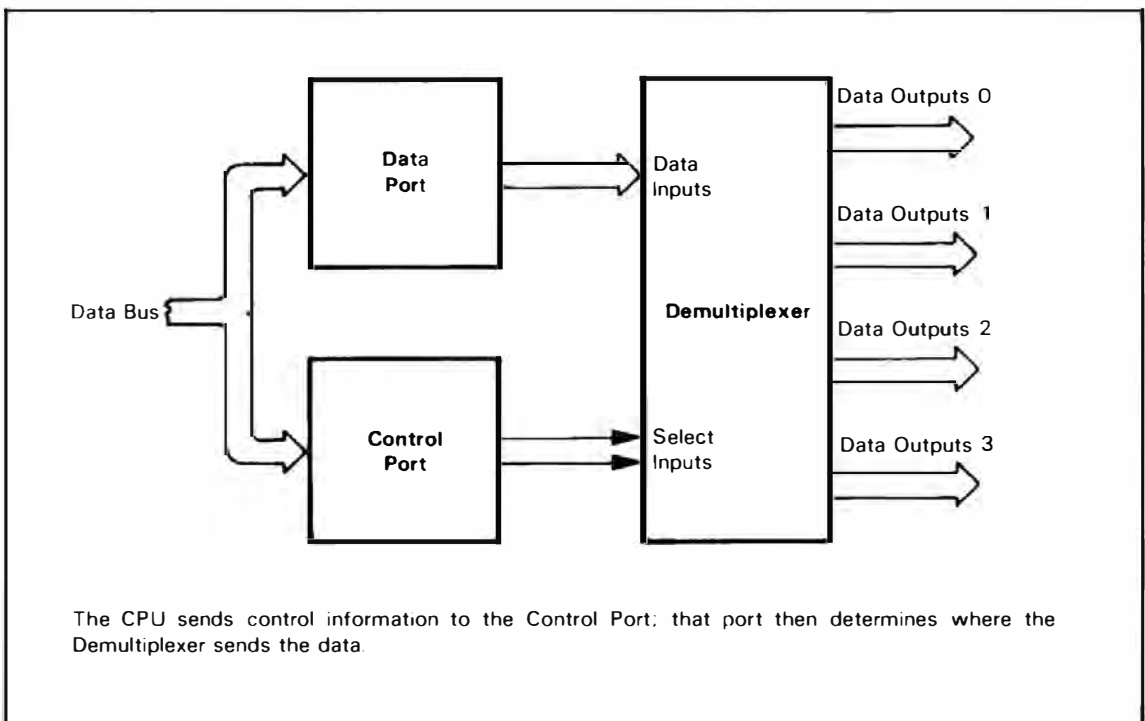 Data Outputs 0
Data
Port
Data
Inputs
Data Outputs 1
Data Bus
Demultiplexer
Data Outputs 2
Control
Port
Select
Inputs
Data Outputs 3
The CPU sends control information to the Control Port; that port then determines where the
Demultiplexer sends the data.